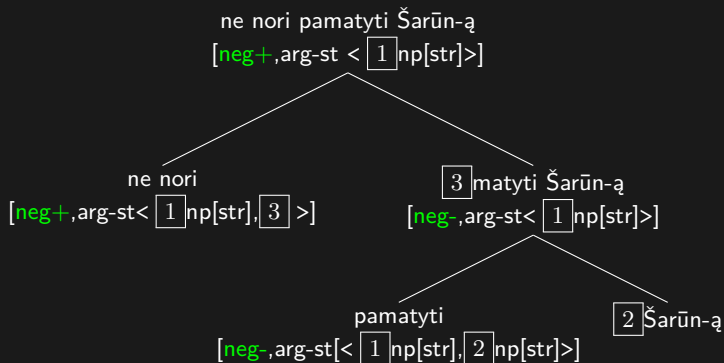 ne nori pamatyti Šarūn-ą
[neg+,arg-st < 1 np[str]>]
ne nori
[neg+,arg-st< 1 np[str], 3 >]
3 matyti Šarūn-ą
[neg-,arg-st< 1 np[str]>]
pamatyti
[neg-,arg-st[< 1 np[str], 2 np[str]>]
2 Šarūn-ą